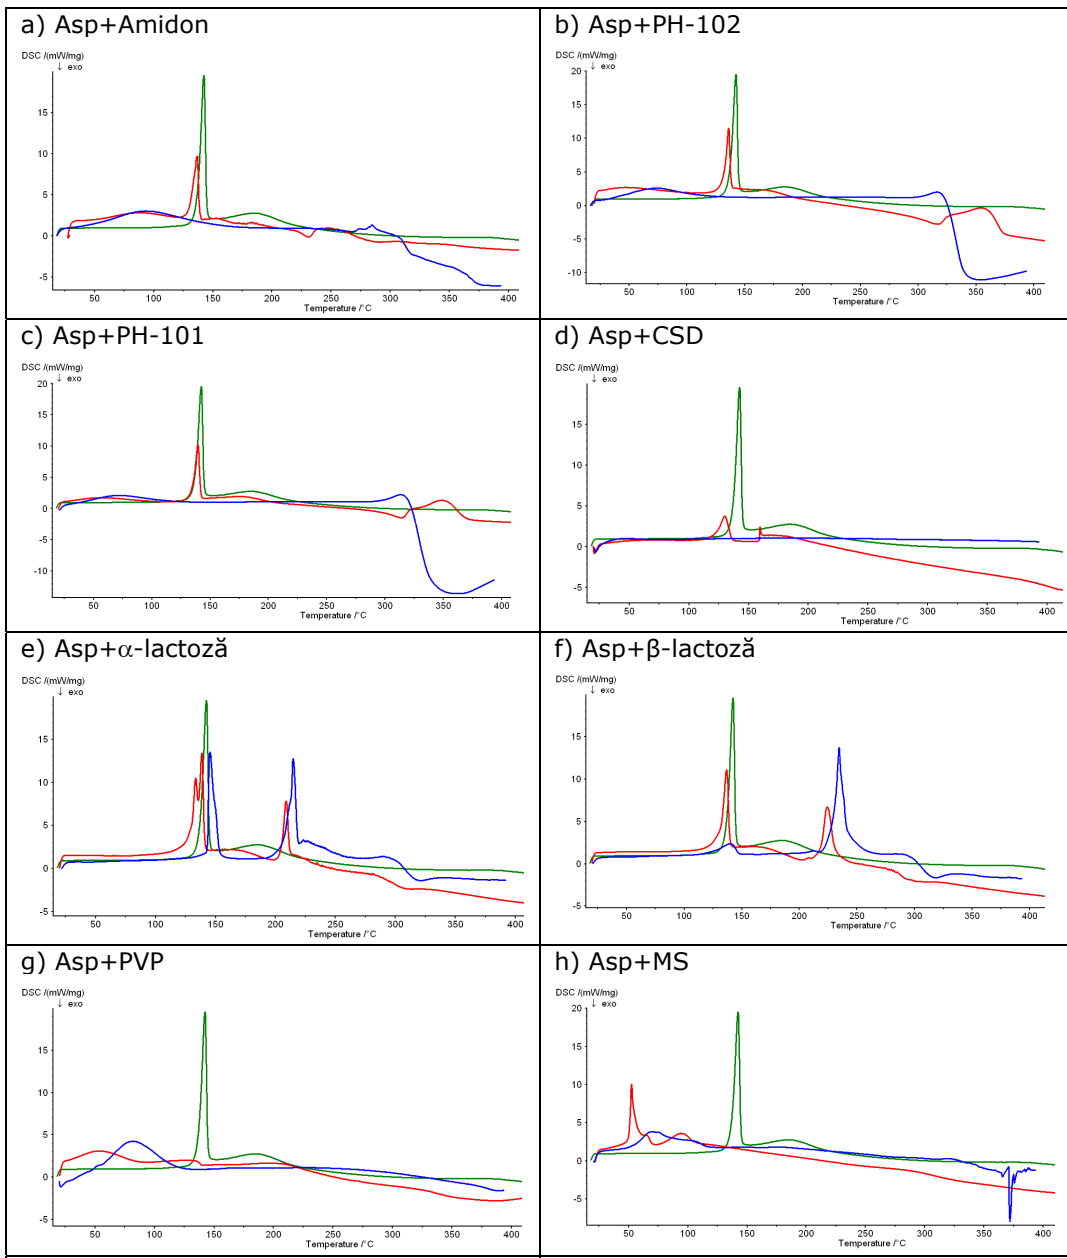 a) Asp+Amidon
DSC /(mW/mg)
↓ exo
15
10
5
0
-5
50 100 150 200 250 300 350 400
Temperature /°C
b) Asp+PH-102
DSC /(mW/mg)
↓ exo
20
15
10
5
0
-5
-10
50 100 150 200 250 300 350 400
Temperature /°C
c) Asp+PH-101
DSC /(mW/mg)
↓ exo
20
15
10
5
0
-5
-10
50 100 150 200 250 300 350 400
Temperature /°C
d) Asp+CSD
DSC /(mW/mg)
↓ exo
15
10
5
0
-5
50 100 150 200 250 300 350 400
Temperature /°C
e) Asp+α-lactoză
DSC /(mW/mg)
↓ exo
15
10
5
0
-5
50 100 150 200 250 300 350 400
Temperature /°C
f) Asp+β-lactoză
DSC /(mW/mg)
↓ exo
15
10
5
0
-5
50 100 150 200 250 300 350 400
Temperature /°C
g) Asp+PVP
DSC /(mW/mg)
↓ exo
15
10
5
0
-5
50 100 150 200 250 300 350 400
Temperature /°C
h) Asp+MS
DSC /(mW/mg)
↓ exo
20
15
10
5
0
-5
50 100 150 200 250 300 350 400
Temperature /°C